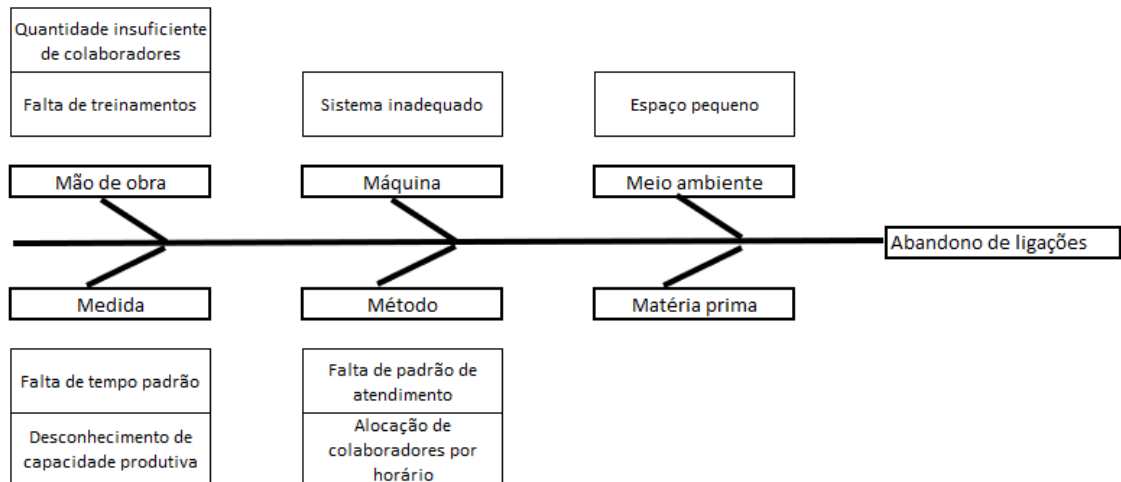 Quantidade insuficiente
de colaboradores
Falta de treinamentos
Sistema inadequado
Espaço pequeno
Mão de obra
Máquina
Meio ambiente
Abandono de ligações
Medida
Método
Matéria prima
Falta de tempo padrão
Falta de padrão de
atendimento
Desconhecimento de
capacidade produtiva
Alocação de
colaboradores por
horário